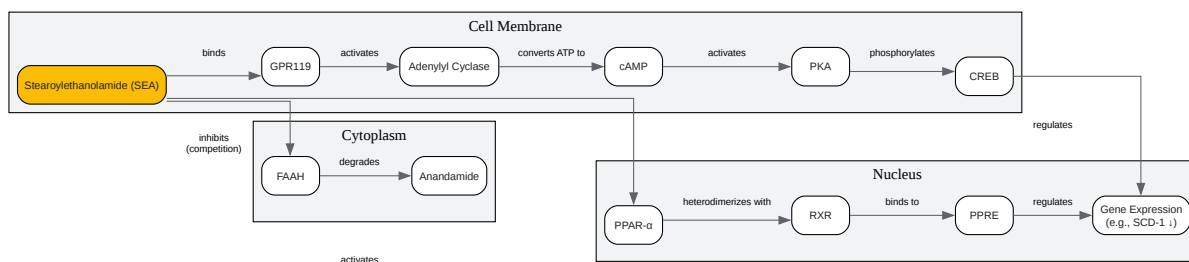 Cell Membrane
binds
activates
converts ATP to
activates
phosphorylates
Stearoylethanolamide (SEA)
GPR119
Adenylyl Cyclase
cAMP
PKA
CREB
inhibits
(competition)
Cytoplasm
degrades
FAAH
Anandamide
regulates
Nucleus
heterodimerizes with
binds to
regulates
PPAR-α
RXR
PPRE
Gene Expression
(e.g., SCD-1 ↓)
activates